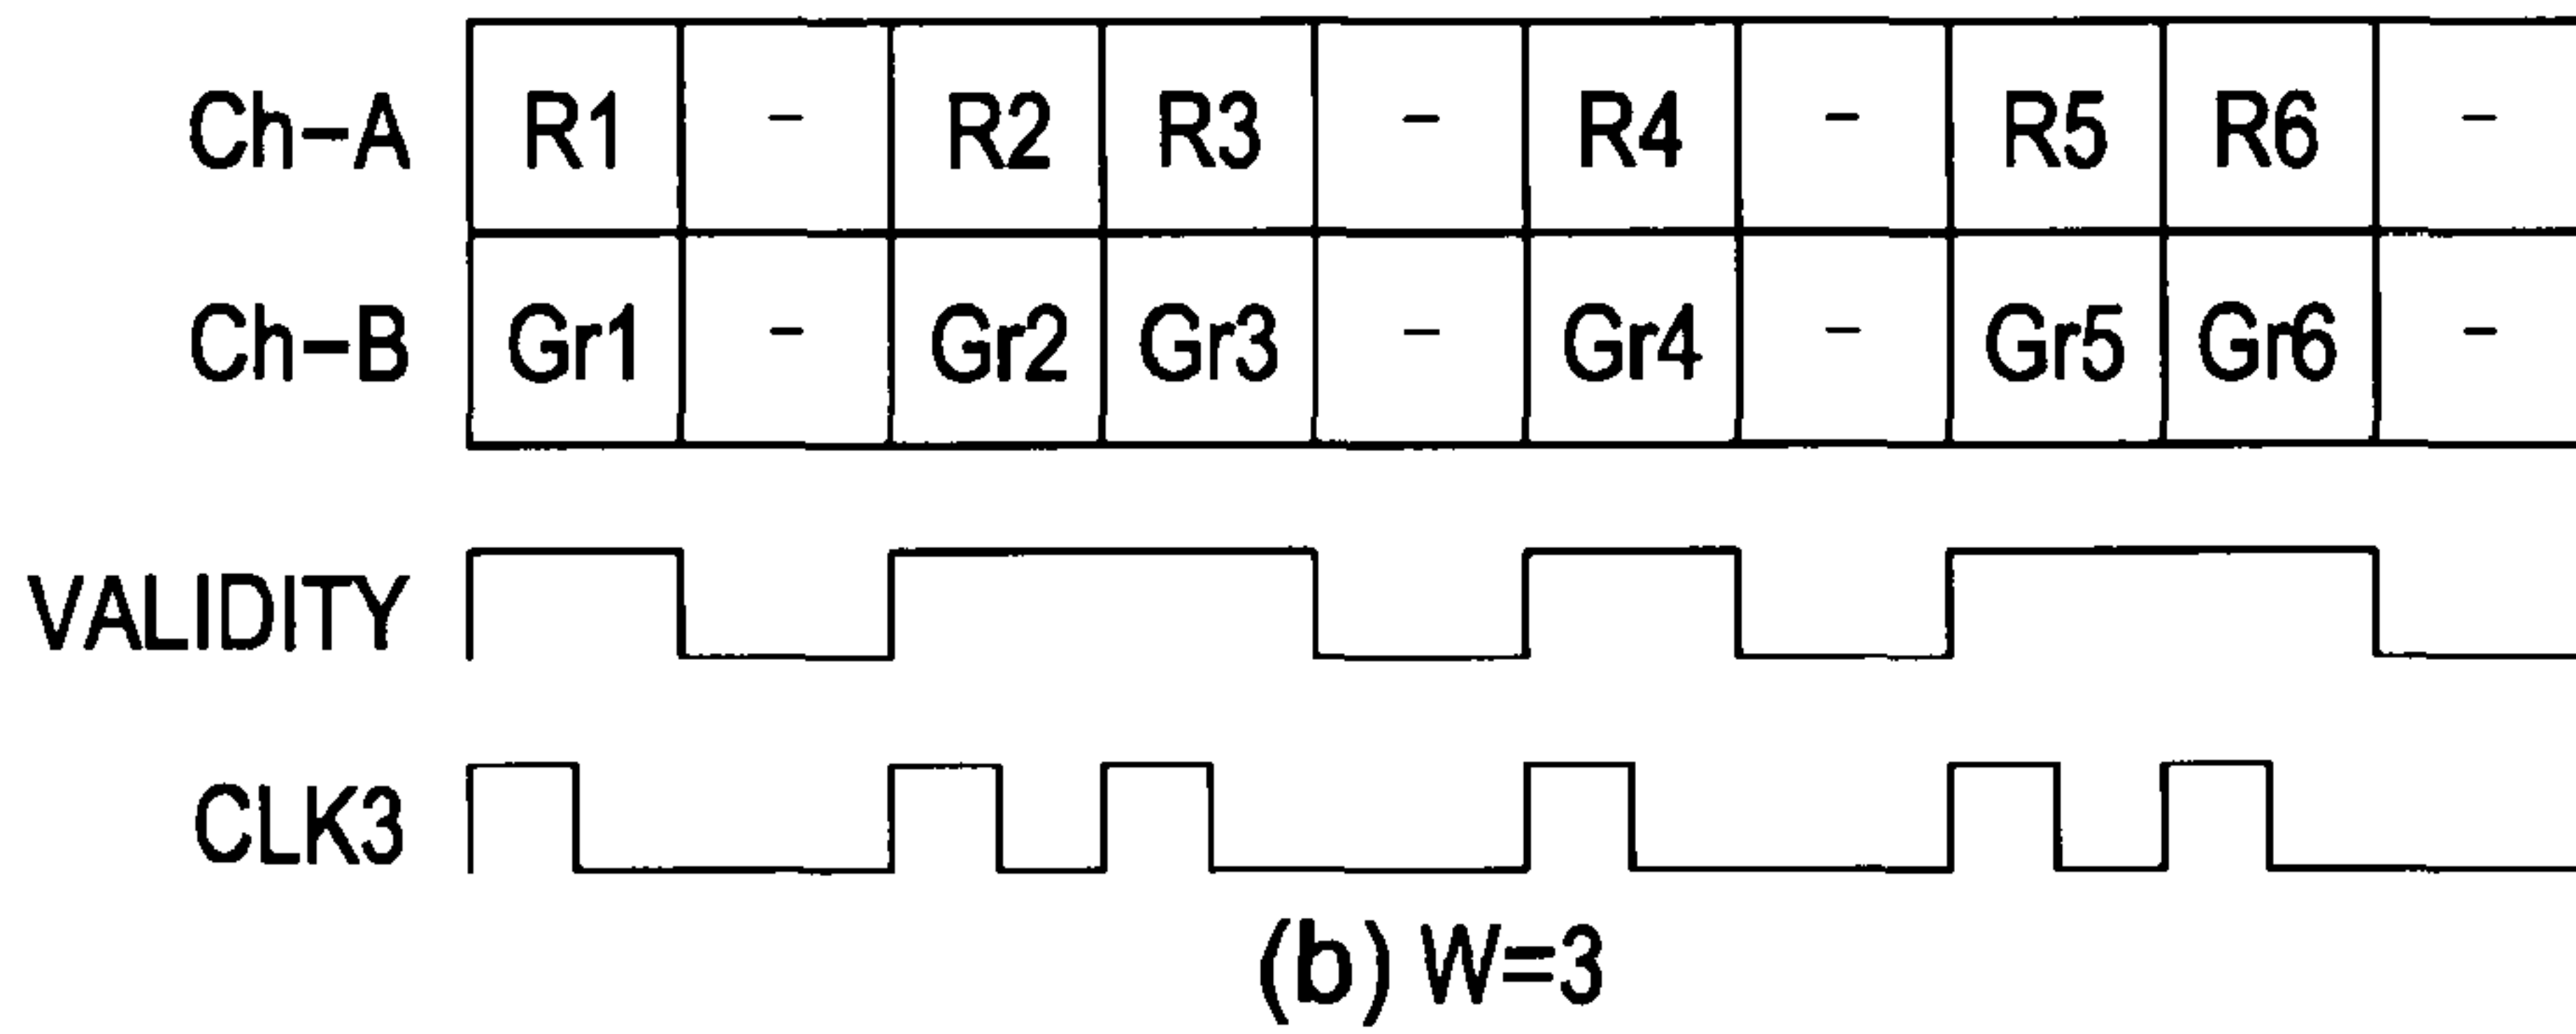 Ch-A R1 - R2 R3 - R4 - R5 R6 -
Ch-B Gr1 - Gr2 Gr3 - Gr4 - Gr5 Gr6 -
VALIDITY
CLK3
(b) W=3